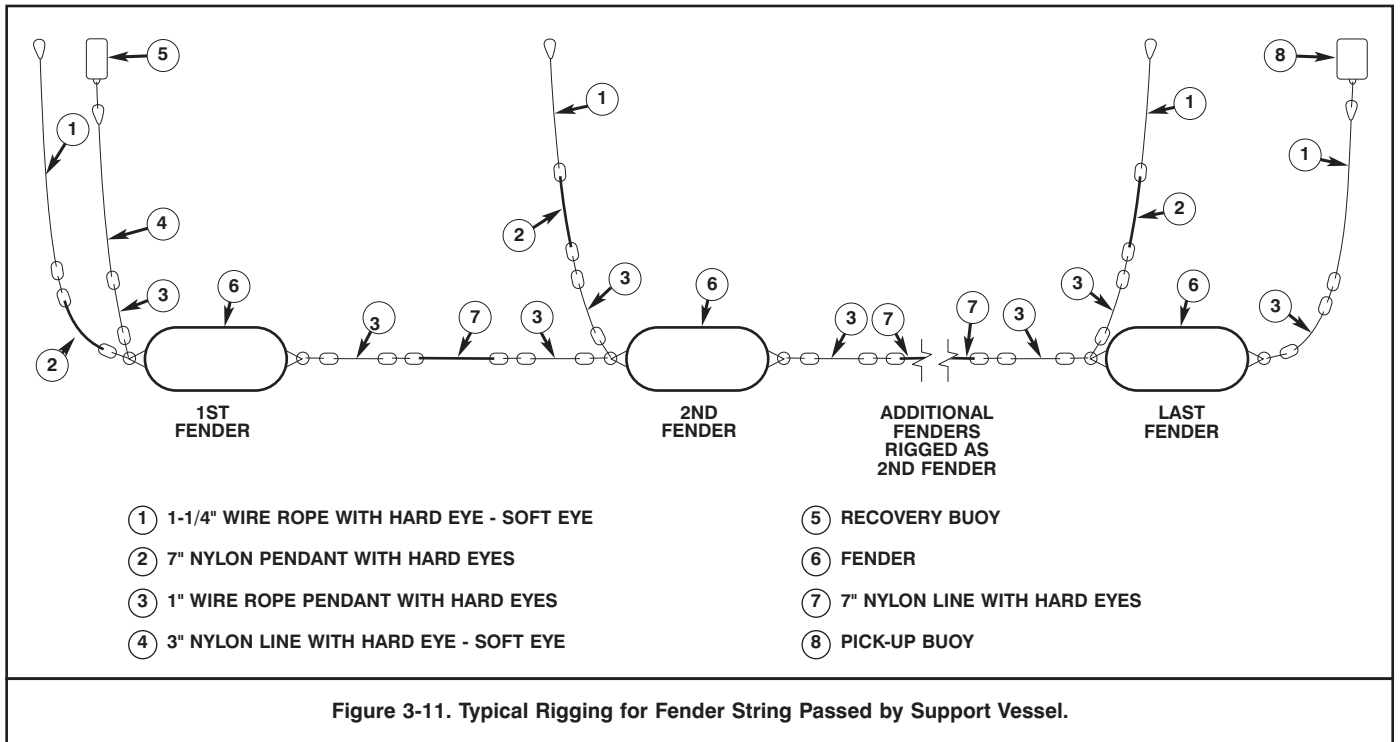 5
8
1
1
1
1
4
2
2
3
6
3
6
3
6
3
2
3
7
3
3
7
7
3
1ST
FENDER
2ND
FENDER
ADDITIONAL
FENDERS
RIGGED AS
2ND FENDER
LAST
FENDER
1 1-1/4" WIRE ROPE WITH HARD EYE - SOFT EYE
2 7" NYLON PENDANT WITH HARD EYES
3 1" WIRE ROPE PENDANT WITH HARD EYES
4 3" NYLON LINE WITH HARD EYE - SOFT EYE
5 RECOVERY BUOY
6 FENDER
7 7" NYLON LINE WITH HARD EYES
8 PICK-UP BUOY
Figure 3-11. Typical Rigging for Fender String Passed by Support Vessel.